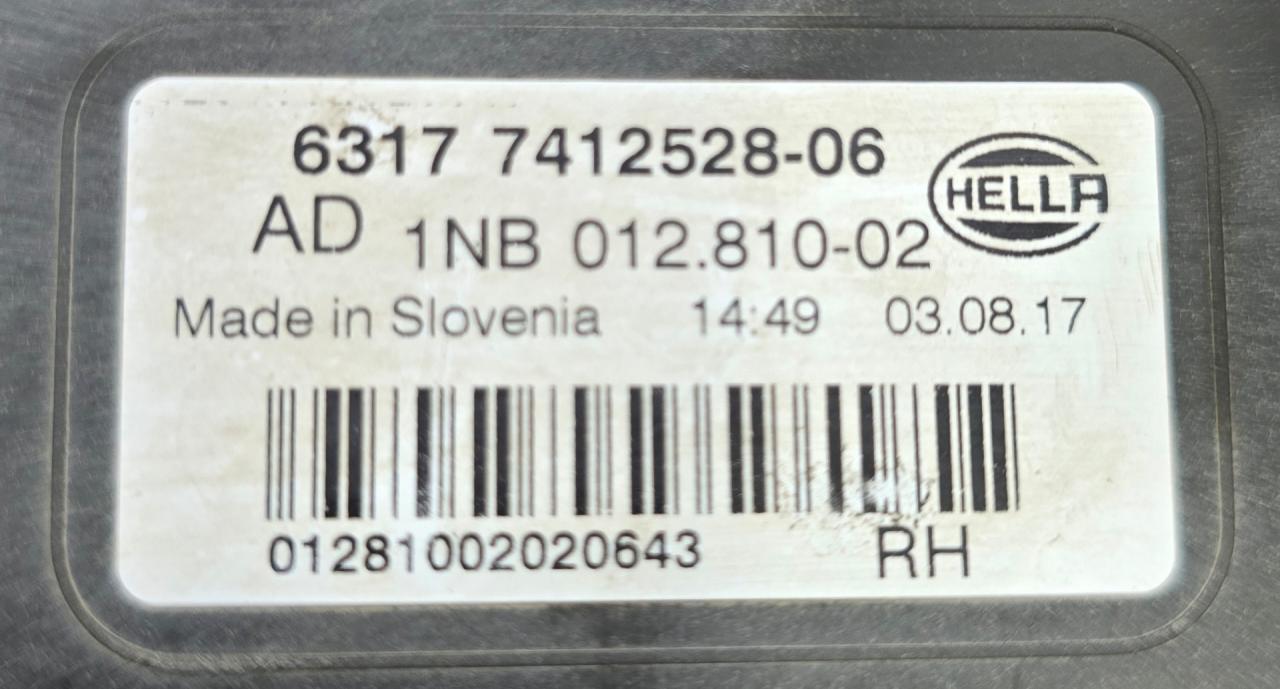 6317 7412528-06
HELLA
AD 1NB 012.810-02
Made in Slovenia 14:49 03.08.17
01281002020643 RH